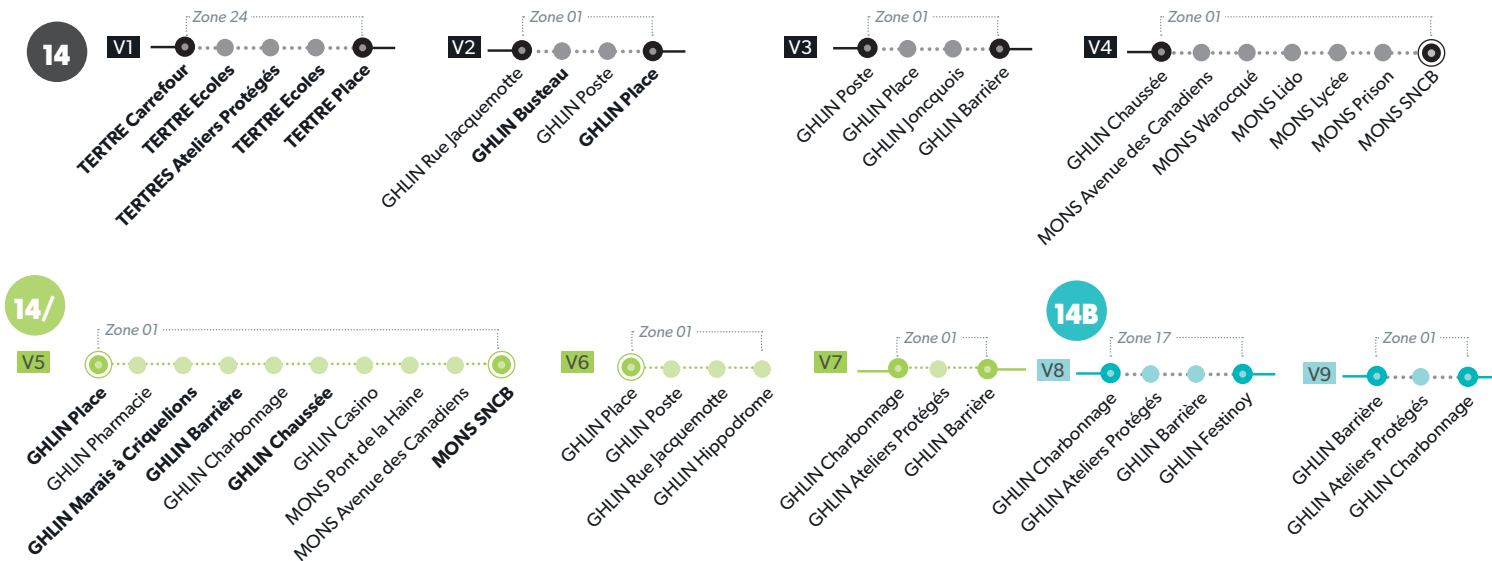 14
V1
Zone 24
TERTRE Carrefour
TERTRE Ecoles
TERTRES Ateliers Protégés
TERTRE Ecoles
TERTRE Place
V2
Zone 01
GHLIN Rue Jacquemotte
GHLIN Busteau
GHLIN Poste
GHLIN Place
V3
Zone 01
GHLIN Poste
GHLIN Place
GHLIN Joncquois
GHLIN Barrière
V4
Zone 01
GHLIN Chaussée
MONS Avenue des Canadiens
MONS Warocqué
MONS Lido
MONS Lycée
MONS Prison
MONS SNCB
14/
V5
Zone 01
GHLIN Place
GHLIN Pharmacie
GHLIN Marais à Criquelions
GHLIN Barrière
GHLIN Charbonnage
GHLIN Chaussée
GHLIN Casino
MONS Pont de la Haine
MONS Avenue des Canadiens
MONS SNCB
V6
Zone 01
GHLIN Place
GHLIN Poste
GHLIN Rue Jacquemotte
GHLIN Hippodrome
V7
Zone 01
GHLIN Charbonnage
GHLIN Ateliers Protégés
GHLIN Barrière
14B
V8
Zone 17
GHLIN Charbonnage
GHLIN Ateliers Protégés
GHLIN Barrière
GHLIN Festinoy
V9
Zone 01
GHLIN Barrière
GHLIN Ateliers Protégés
GHLIN Charbonnage